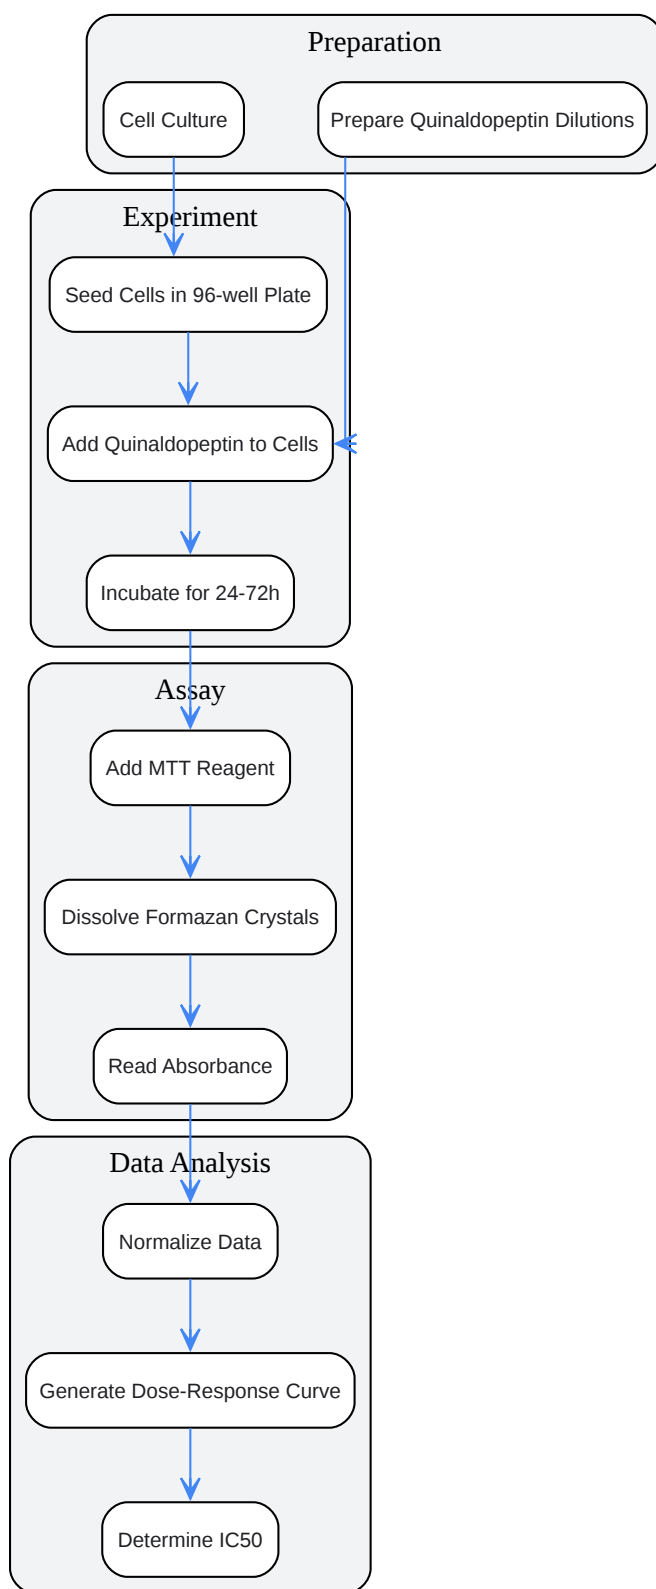 Preparation
Cell Culture
Prepare Quinaldopeptin Dilutions
Experiment
Seed Cells in 96-well Plate
Add Quinaldopeptin to Cells
Incubate for 24-72h
Assay
Add MTT Reagent
Dissolve Formazan Crystals
Read Absorbance
Data Analysis
Normalize Data
Generate Dose-Response Curve
Determine IC50